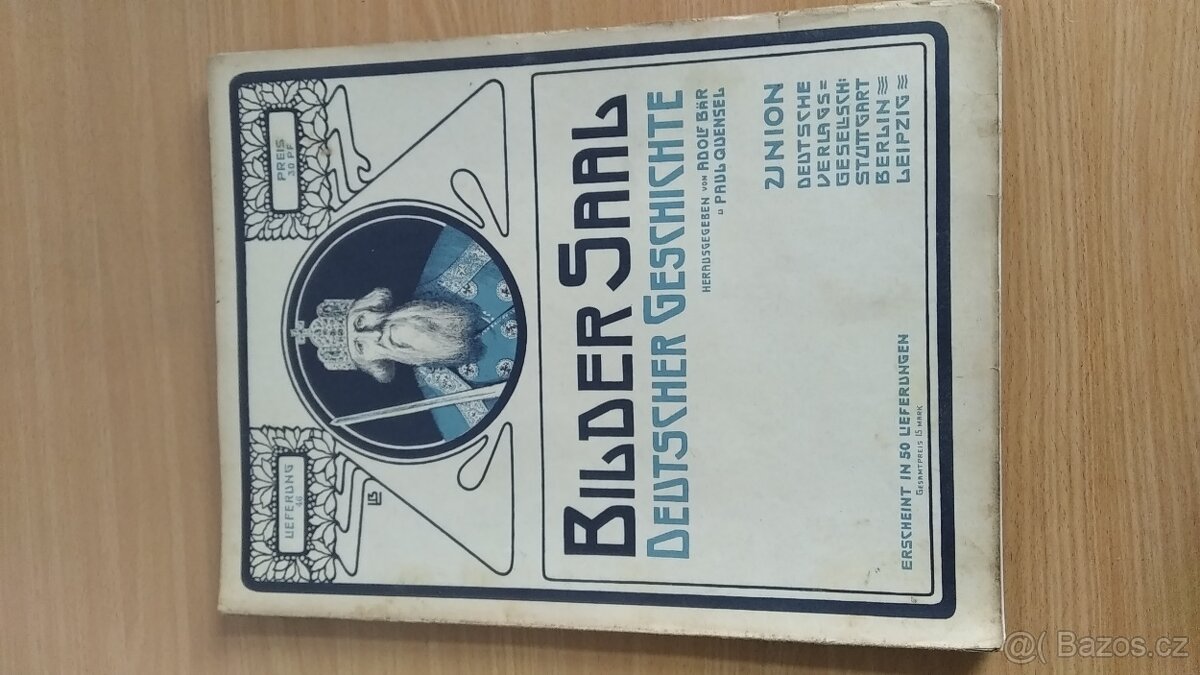 LIEFERUNG
46
PREIS
30 PF
LB
BILDER SAAL
DEUTSCHER GESCHICHTE
HERAUSGEGEBEN VON ADOLF BÄR
U PAUL QUENSEL
UNION
DEUTSCHE
VERLAGS=
GESELLSCH:
STUTTGART
BERLIN
LEIPZIG
ERSCHEINT IN 50 LIEFERUNGEN
GESAMTPREIS 15 MARK
Bazos.cz